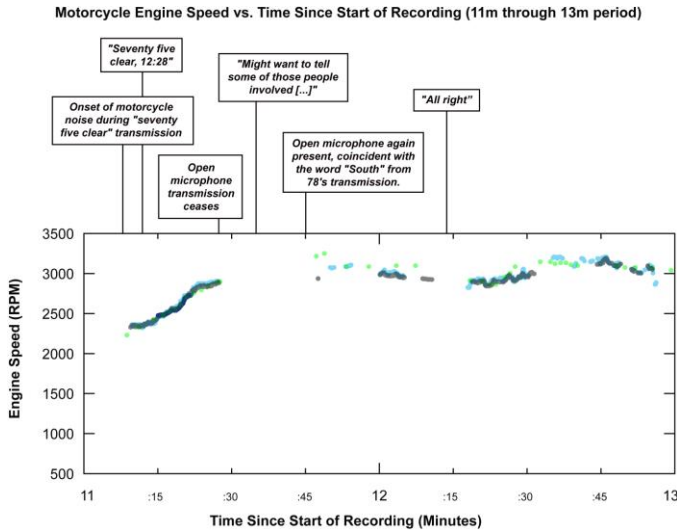 Motorcycle Engine Speed vs. Time Since Start of Recording (11m through 13m period)
"Seventy five
clear, 12:28"
Onset of motorcycle
noise during "seventy
five clear" transmission
Open
microphone
transmission
ceases
"Might want to tell
some of those people
involved [...]"
Open microphone again
present, coincident with
the word "South" from
78's transmission.
"All right"
Engine Speed (RPM)
3500
3000
2500
2000
1500
1000
500
11 :15 :30 :45 12 :15 :30 :45 13
Time Since Start of Recording (Minutes)